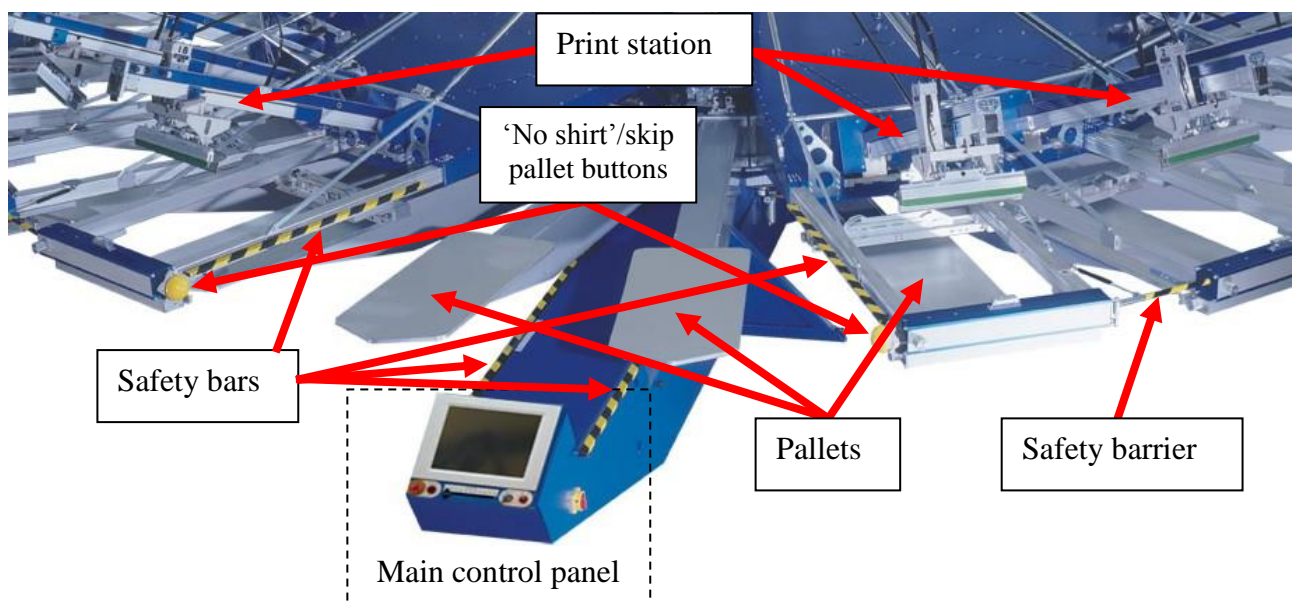 Print station
‘No shirt’/skip
pallet buttons
Safety bars
Pallets
Safety barrier
Main control panel